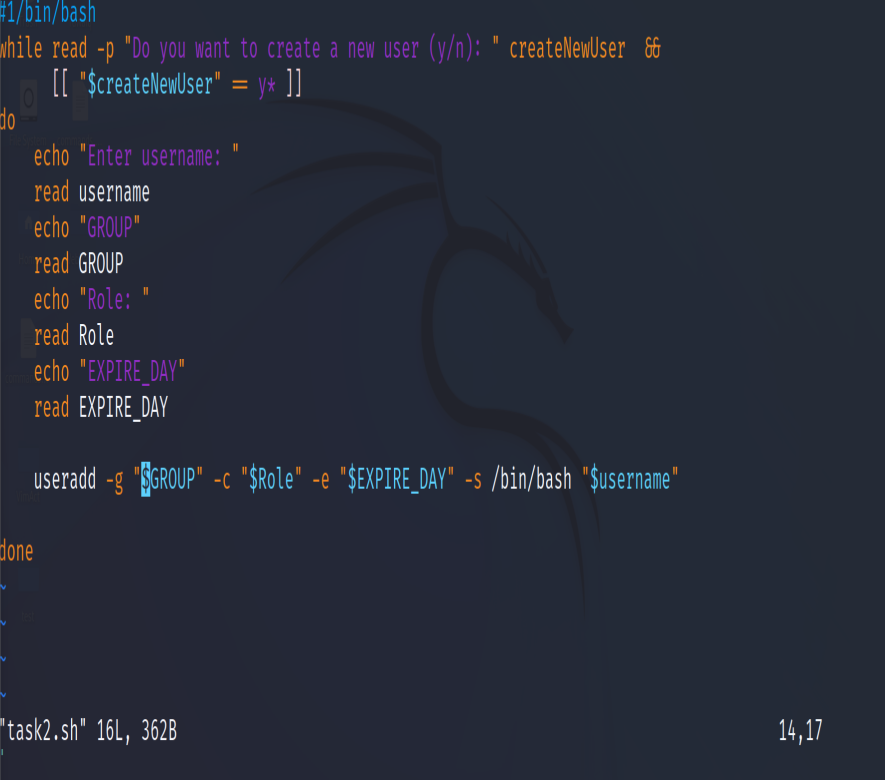 #1/bin/bash
while read -p "Do you want to create a new user (y/n): " createNewUser &&
[[ "$createNewUser" == y* ]]
do
echo "Enter username: "
read username
echo "GROUP"
read GROUP
echo "Role: "
read Role
echo "EXPIRE_DAY"
read EXPIRE_DAY
useradd -g "$GROUP" -c "$Role" -e "$EXPIRE_DAY" -s /bin/bash "$username"
done
~
~
~
~
"task2.sh" 16L, 362B 14,17